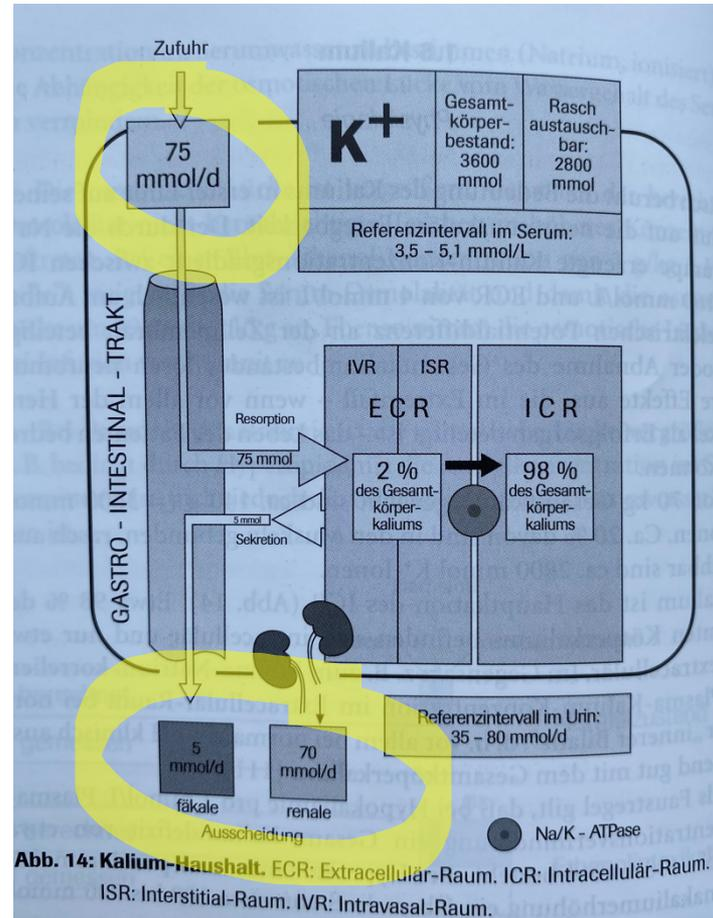 Zufuhr
75
mmol/d
K+
Gesamt-
körper-
bestand:
3600
mmol
Rasch
austausch-
bar:
2800
mmol
Referenzintervall im Serum:
3,5 – 5,1 mmol/L
GASTRO - INTESTINAL - TRAKT
IVR
ISR
ECR
ICR
Resorption
75 mmol
5 mmol
Sekretion
2 %
des Gesamt-
körper-
kaliums
98 %
des Gesamt-
körper-
kaliums
Referenzintervall im Urin:
35 – 80 mmol/d
5
mmol/d
70
mmol/d
fäkale
renale
Ausscheidung
Na/K - ATPase
Abb. 14: Kalium-Haushalt. ECR: Extracellulär-Raum. ICR: Intracellulär-Raum.
ISR: Interstitial-Raum. IVR: Intravasal-Raum.